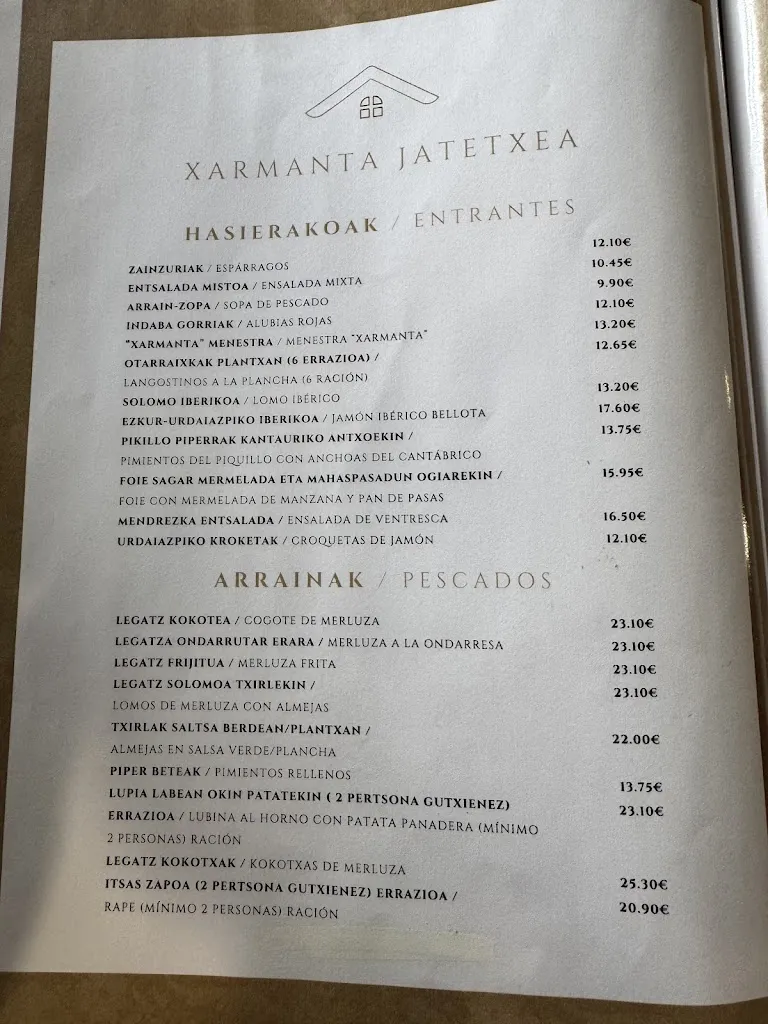 XARMANTA JATETXEA
HASIERAKOAK / ENTRANTES
ZAINZURIAK / ESPÁRRAGOS 12.10€
ENTSALADA MISTOA / ENSALADA MIXTA 10.45€
ARRAIN-ZOPA / SOPA DE PESCADO 9.90€
INDABA GORRIAK / ALUBIAS ROJAS 12.10€
"XARMANTA" MENESTRA / MENESTRA "XARMANTA" 13.20€
OTARRAIXKAK PLANTXAN (6 ERRAZIOA) / 12.65€
LANGOSTINOS A LA PLANCHA (6 RACIÓN)
SOLOMO IBERIKOA / LOMO IBÉRICO 13.20€
EZKUR-URDAIAZPIKO IBERIKOA / JAMÓN IBÉRICO BELLOTA 17.60€
PIKILLO PIPERRAK KANTAURIKO ANTXOEKIN / 13.75€
PIMIENTOS DEL PIQUILLO CON ANCHOAS DEL CANTÁBRICO
FOIE SAGAR MERMELADA ETA MAHASPASADUN OGIAREKIN / 15.95€
FOIE CON MERMELADA DE MANZANA Y PAN DE PASAS
MENDREZKA ENTSALADA / ENSALADA DE VENTRESCA 16.50€
URDAIAZPIKO KROKETAK / CROQUETAS DE JAMÓN 12.10€
ARRAINAK / PESCADOS
LEGATZ KOKOTEA / COGOTE DE MERLUZA 23.10€
LEGATZA ONDARRUTAR ERARA / MERLUZA A LA ONDARRESA 23.10€
LEGATZ FRIJITUA / MERLUZA FRITA 23.10€
LEGATZ SOLOMOA TXIRLEKIN / 23.10€
LOMOS DE MERLUZA CON ALMEJAS
TXIRLAK SALTSA BERDEAN/PLANTXAN / 22.00€
ALMEJAS EN SALSA VERDE/PLANCHA
PIPER BETEAK / PIMIENTOS RELLENOS 13.75€
LUPIA LABEAN OKIN PATATEKIN ( 2 PERTSONA GUTXIENEZ) 23.10€
ERRAZIOA / LUBINA AL HORNO CON PATATA PANADERA (MÍNIMO
2 PERSONAS) RACIÓN
LEGATZ KOKOTXAK / KOKOTXAS DE MERLUZA 25.30€
ITSAS ZAPOA (2 PERTSONA GUTXIENEZ) ERRAZIOA / 20.90€
RAPE (MÍNIMO 2 PERSONAS) RACIÓN